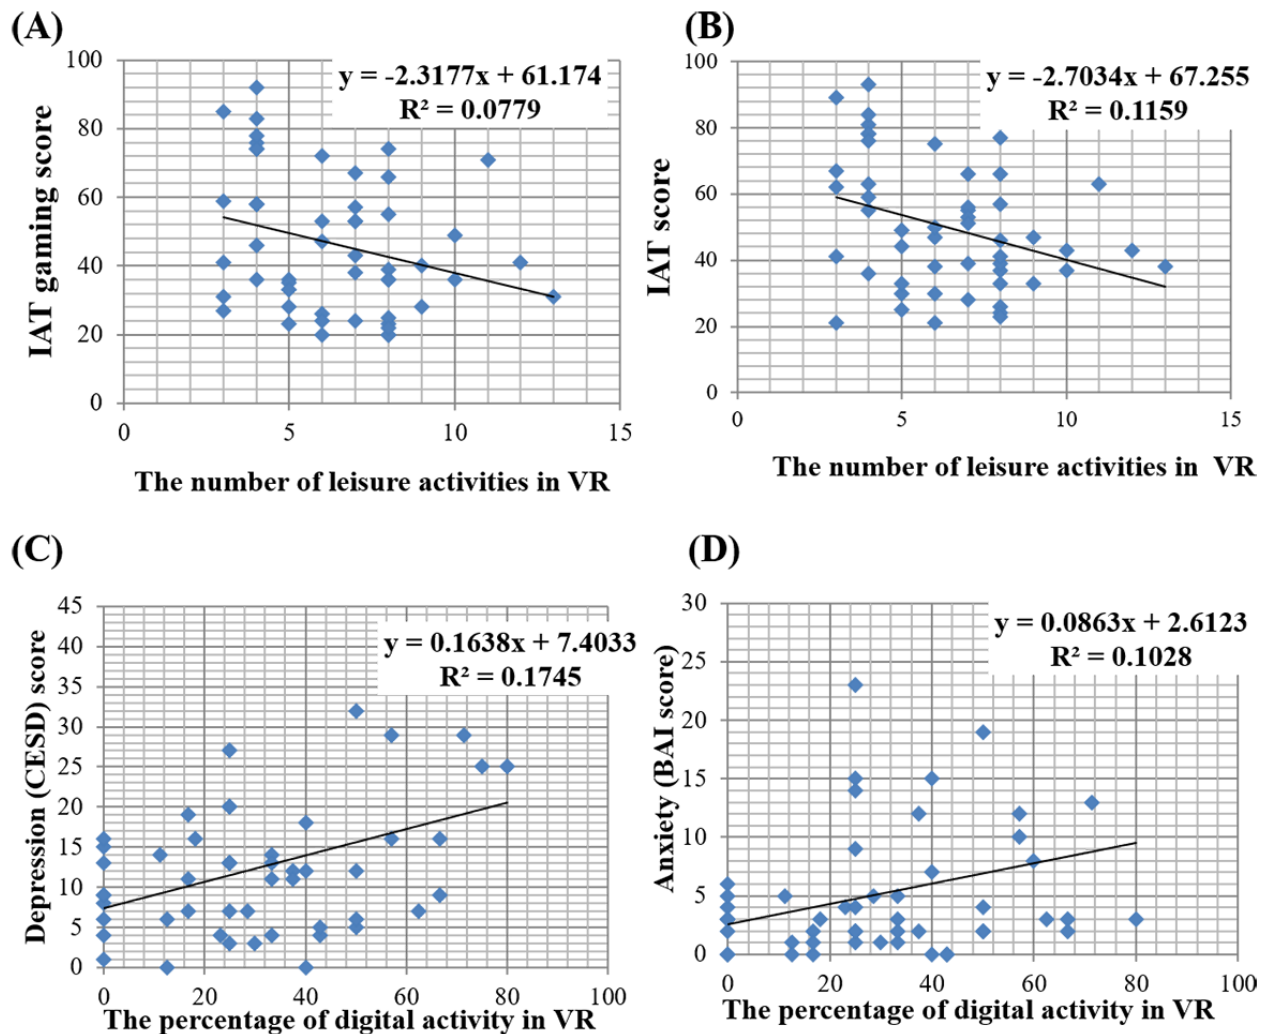 (A)
100
80
60
40
20
0
0 5 10 15
IAT gaming score
y = -2.3177x + 61.174
R² = 0.0779
The number of leisure activities in VR
(B)
100
80
60
40
20
0
0 5 10 15
IAT score
y = -2.7034x + 67.255
R² = 0.1159
The number of leisure activities in VR
(C)
45
40
35
30
25
20
15
10
5
0
0 20 40 60 80 100
Depression (CESD) score
y = 0.1638x + 7.4033
R² = 0.1745
The percentage of digital activity in VR
(D)
30
25
20
15
10
5
0
0 20 40 60 80 100
Anxiety (BAI score)
y = 0.0863x + 2.6123
R² = 0.1028
The percentage of digital activity in VR